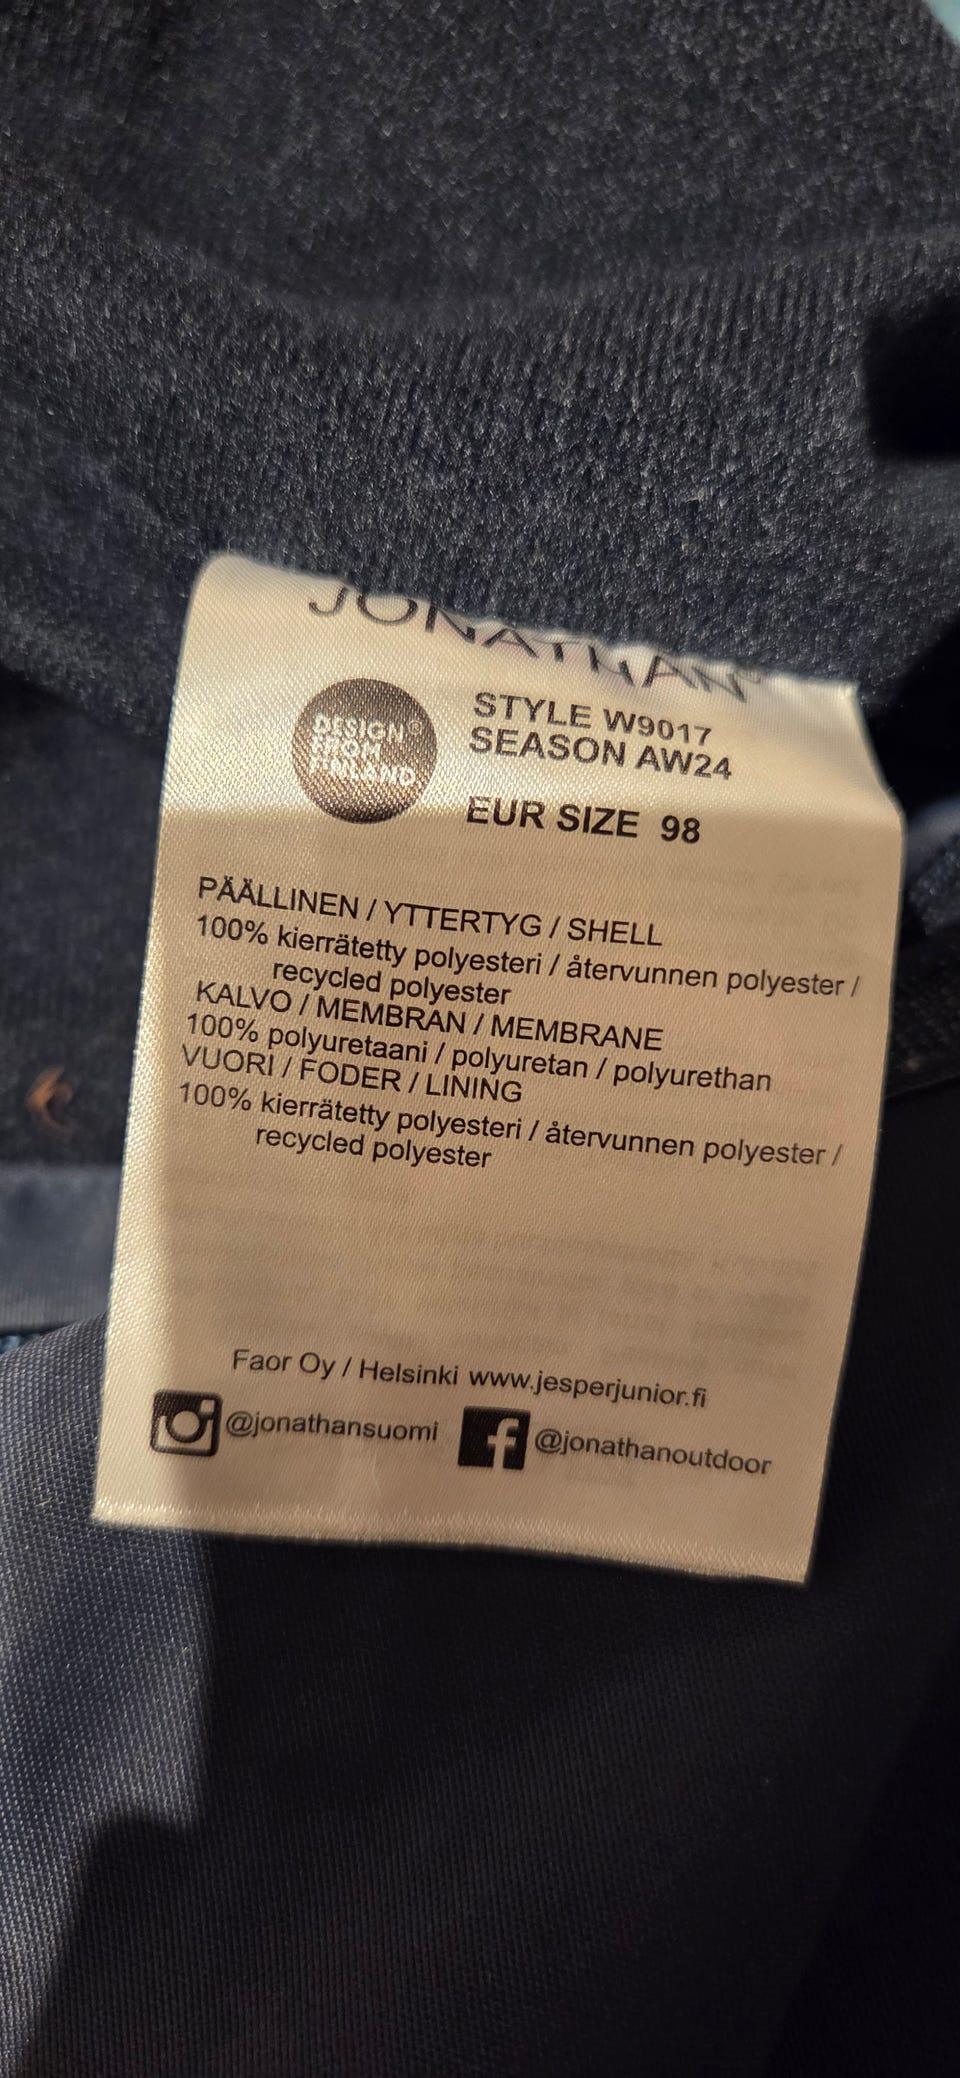 JONATHAN
DESIGN®
FROM
FINLAND
STYLE W9017
SEASON AW24
EUR SIZE 98
PÄÄLLINEN / YTTERTYG / SHELL
100% kierrätetty polyesteri / återvunnen polyester /
recycled polyester
KALVO / MEMBRAN / MEMBRANE
100% polyuretaani / polyuretan / polyurethan
VUORI / FODER / LINING
100% kierrätetty polyesteri / återvunnen polyester /
recycled polyester
Faor Oy / Helsinki www.jesperjunior.fi
@jonathansuomi @jonathanoutdoor